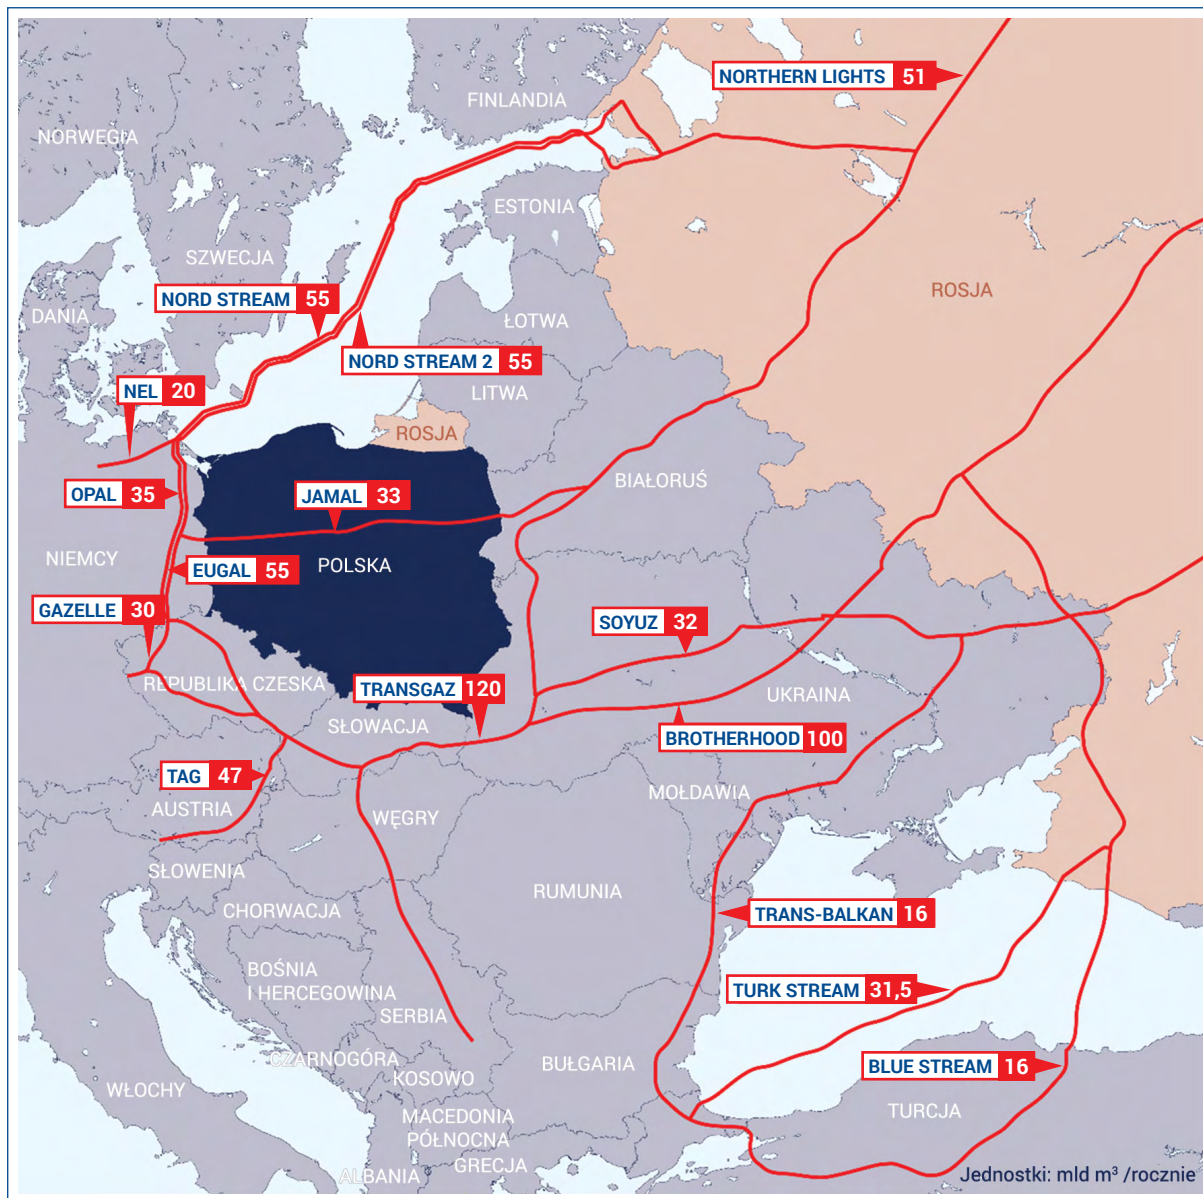 NORTHERN LIGHTS 51
FINLANDIA
NORWEGIA
ESTONIA
SZWECJA
ROSJA
NORD STREAM 55
DANIA
ŁOTWA
NORD STREAM 2 55
NEL 20
LITWA
ROSJA
BIAŁORUŚ
OPAL 35
JAMAL 33
NIEMCY
POLSKA
EUGAL 55
GAZELLE 30
SOYUZ 32
REPUBLIKA CZESKA
TRANSGAZ 120
UKRAINA
SŁOWACJA
BROTHERHOOD 100
TAG 47
MOŁDAWIA
AUSTRIA
WĘGRY
SŁOWENIA
RUMUNIA
CHORWACJA
TRANS-BALKAN 16
BOŚNIA
I HERCEGOWINA
TURK STREAM 31,5
SERBIA
CZARNOGÓRA
BUŁGARIA
BLUE STREAM 16
KOSOWO
WŁOCHY
TURCJA
MACEDONIA
PÓŁNOCNA
GRECJA
ALBANIA
Jednostki: mld m³ /rocznie